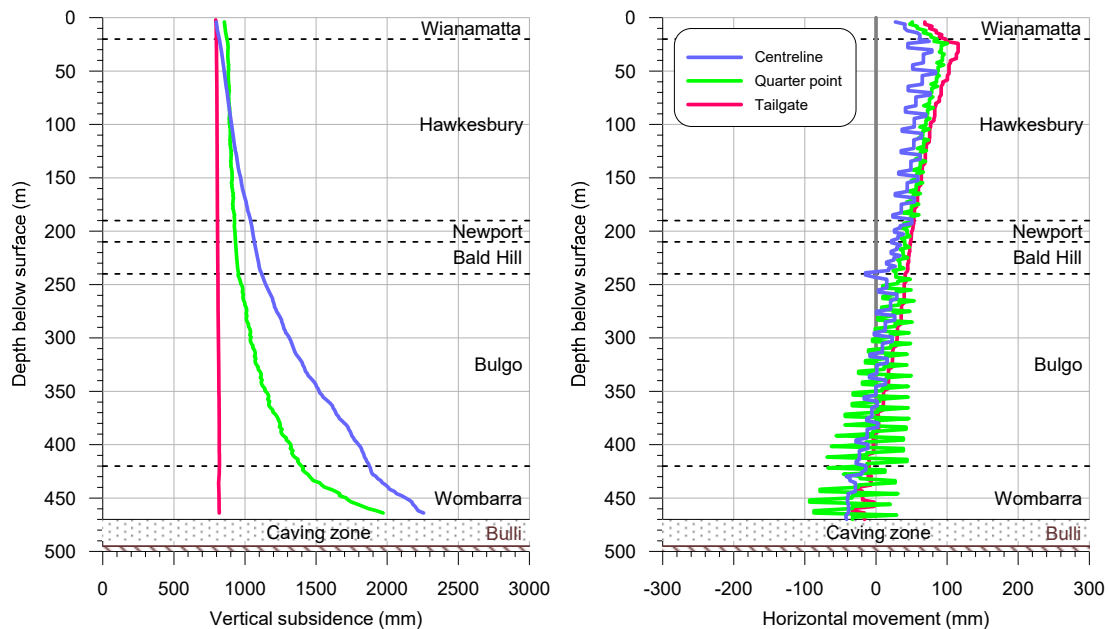 0
50
100
150
200
250
300
350
400
450
500
Depth below surface (m)
Wianamatta
Hawkesbury
Newport
Bald Hill
Bulgo
Wombarra
Caving zone
Bulli
0 500 1000 1500 2000 2500 3000
Vertical subsidence (mm)
0
50
100
150
200
250
300
350
400
450
500
Depth below surface (m)
Centreline
Quarter point
Tailgate
Wianamatta
Hawkesbury
Newport
Bald Hill
Bulgo
Wombarra
Caving zone
Bulli
-300 -200 -100 0 100 200 300
Horizontal movement (mm)